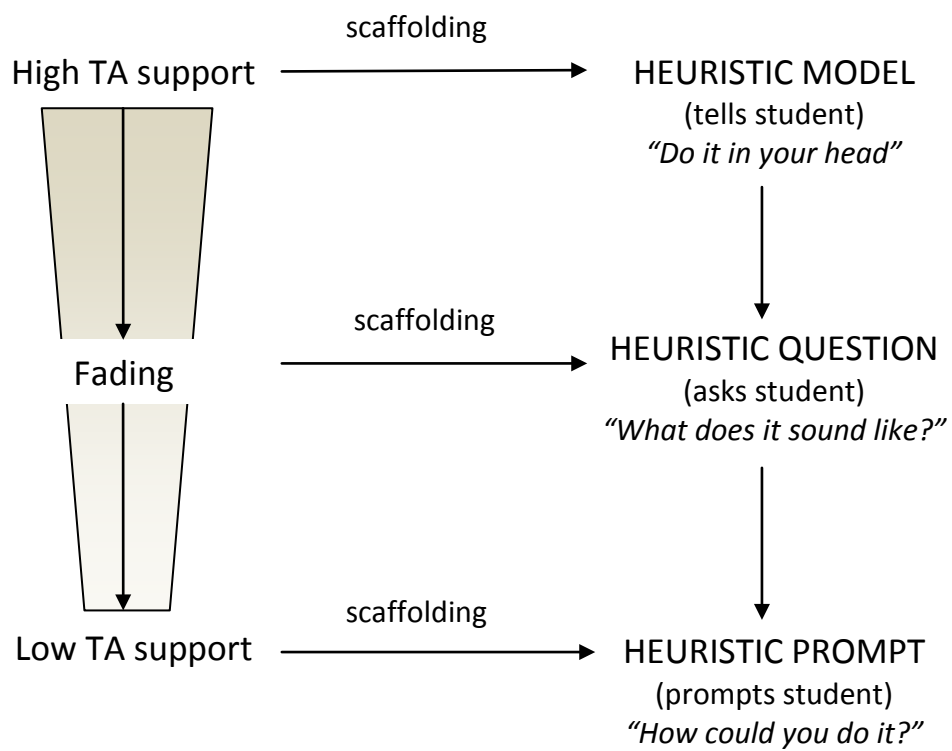 scaffolding
High TA support
HEURISTIC MODEL
(tells student)
“Do it in your head”
scaffolding
Fading
HEURISTIC QUESTION
(asks student)
“What does it sound like?”
scaffolding
Low TA support
HEURISTIC PROMPT
(prompts student)
“How could you do it?”